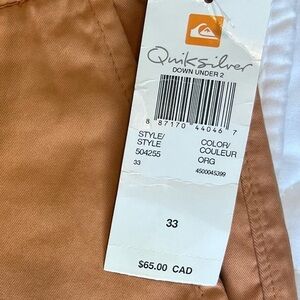 Quiksilver
DOWN UNDER 2
8 87170 44046 7
STYLE/ COLOR/
STYLE COULEUR
504255 ORG
33 4500045399
33
$65.00 CAD